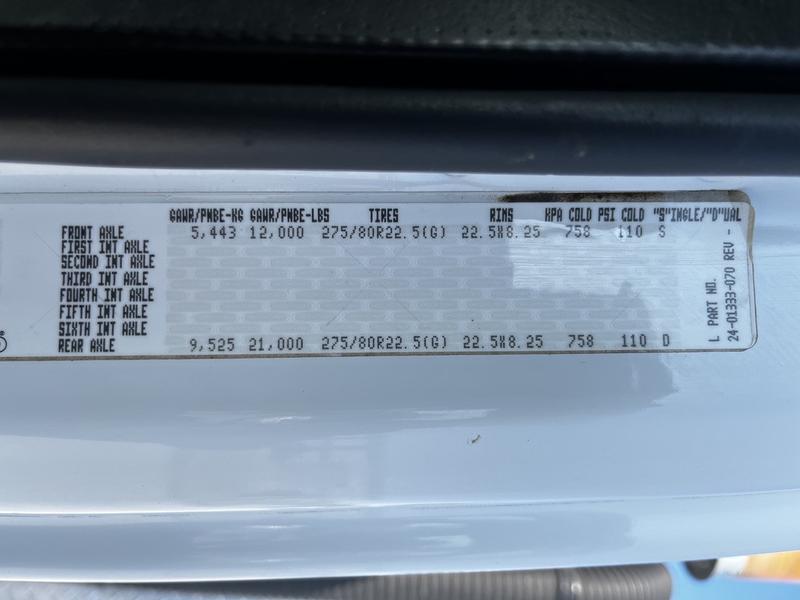 GAWR/PNBE-KG GAWR/PNBE-LBS TIRES RIMS KPA COLD PSI COLD "S"INGLE/"D"UAL
FRONT AXLE 5,443 12,000 275/80R22.5(G) 22.5X8.25 758 110 S
FIRST INT AXLE
SECOND INT AXLE
THIRD INT AXLE
FOURTH INT AXLE
FIFTH INT AXLE
SIXTH INT AXLE
REAR AXLE 9,525 21,000 275/80R22.5(G) 22.5X8.25 758 110 D
L PART NO.
24-01333-070 REV -